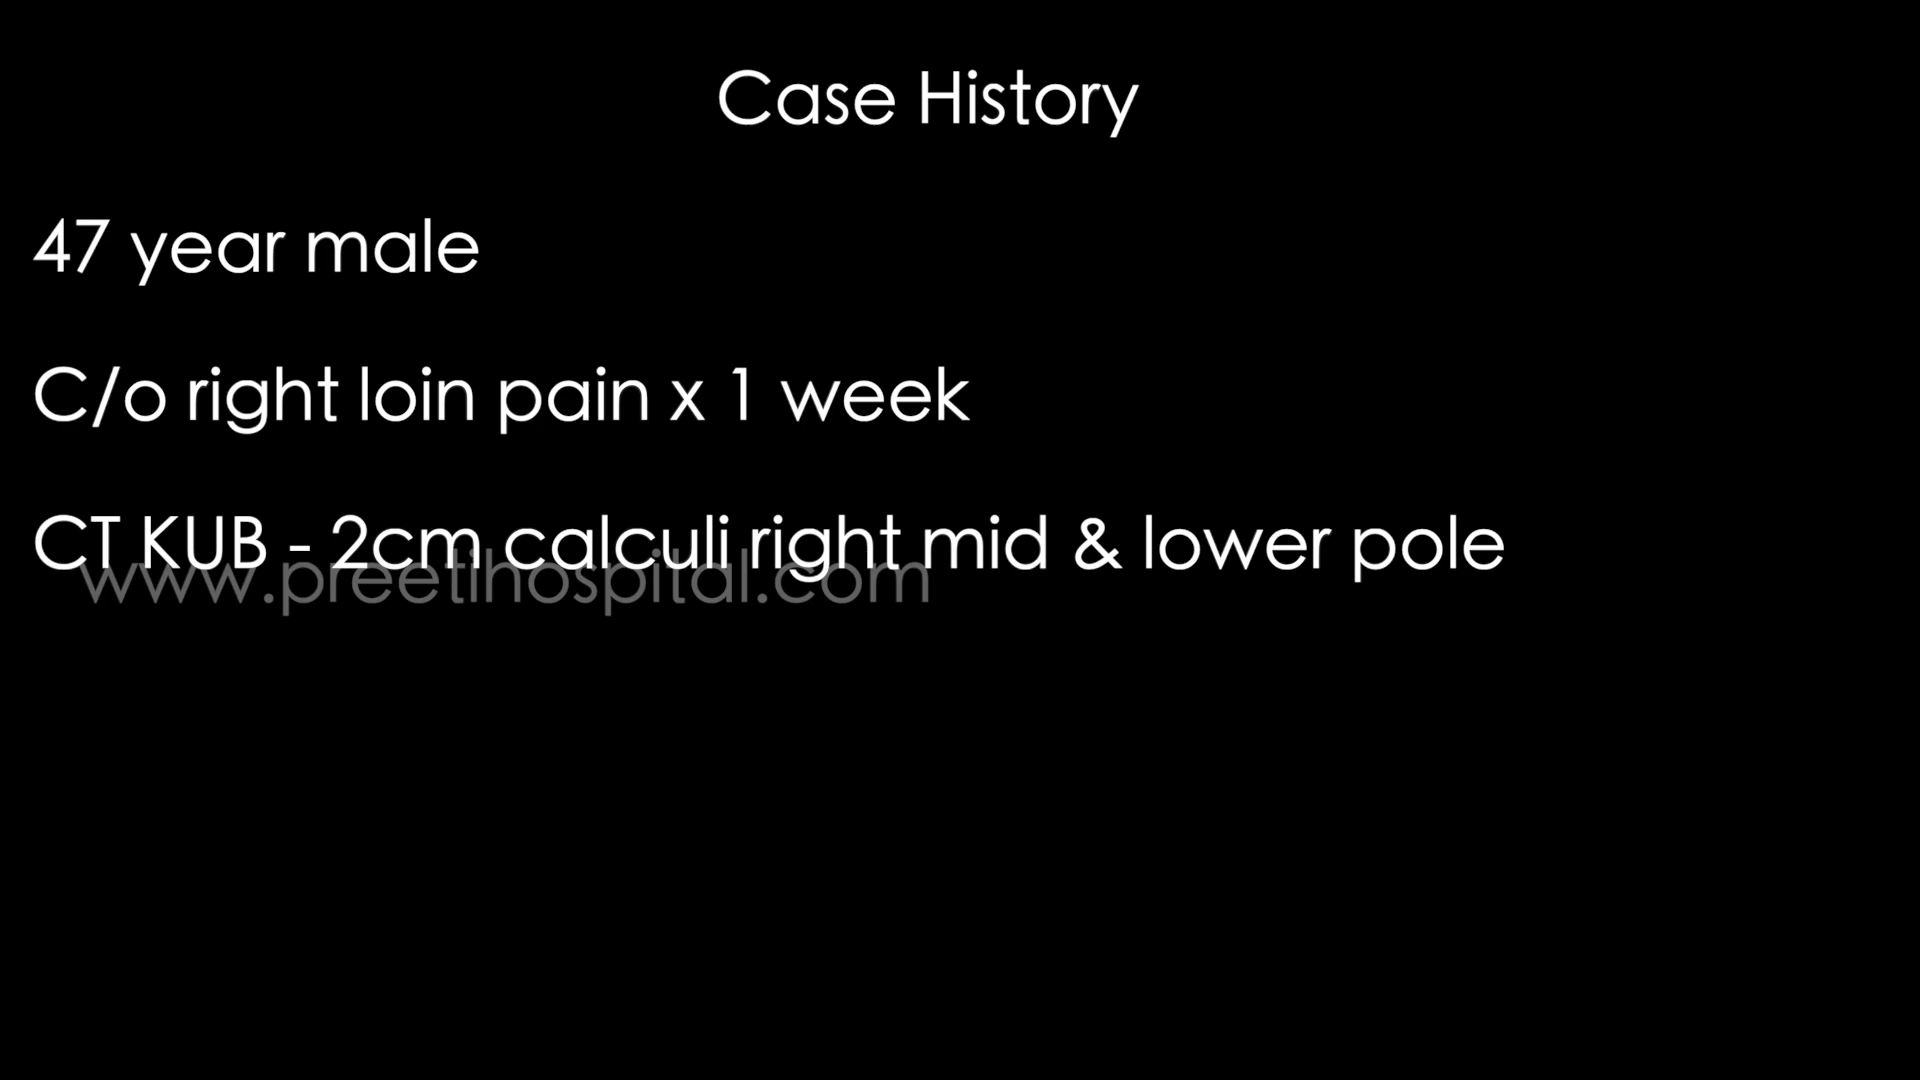 Case History
47 year male
C/o right loin pain x 1 week
CT KUB - 2cm calculi right mid & lower pole
www.preetihospital.com